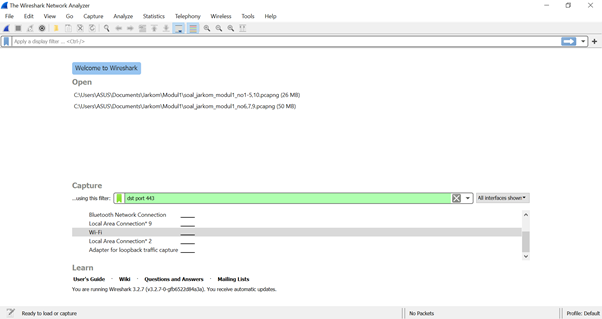 The Wireshark Network Analyzer
File Edit View Go Capture Analyze Statistics Telephony Wireless Tools Help
Apply a display filter ... <Ctrl-/>
Welcome to Wireshark
Open
C:\Users\ASUS\Documents\Jarkom\Modul1\soal_jarkom_modul1_no1-5,10.pcapng (26 MB)
C:\Users\ASUS\Documents\Jarkom\Modul1\soal_jarkom_modul1_no6,7,9.pcapng (50 MB)
Capture
...using this filter: dst port 443 All interfaces shown
Bluetooth Network Connection
Local Area Connection* 9
Wi-Fi
Local Area Connection* 2
Adapter for loopback traffic capture
Learn
User's Guide · Wiki · Questions and Answers · Mailing Lists
You are running Wireshark 3.2.7 (v3.2.7-0-gfb6522d84a3a). You receive automatic updates.
Ready to load or capture No Packets Profile: Default